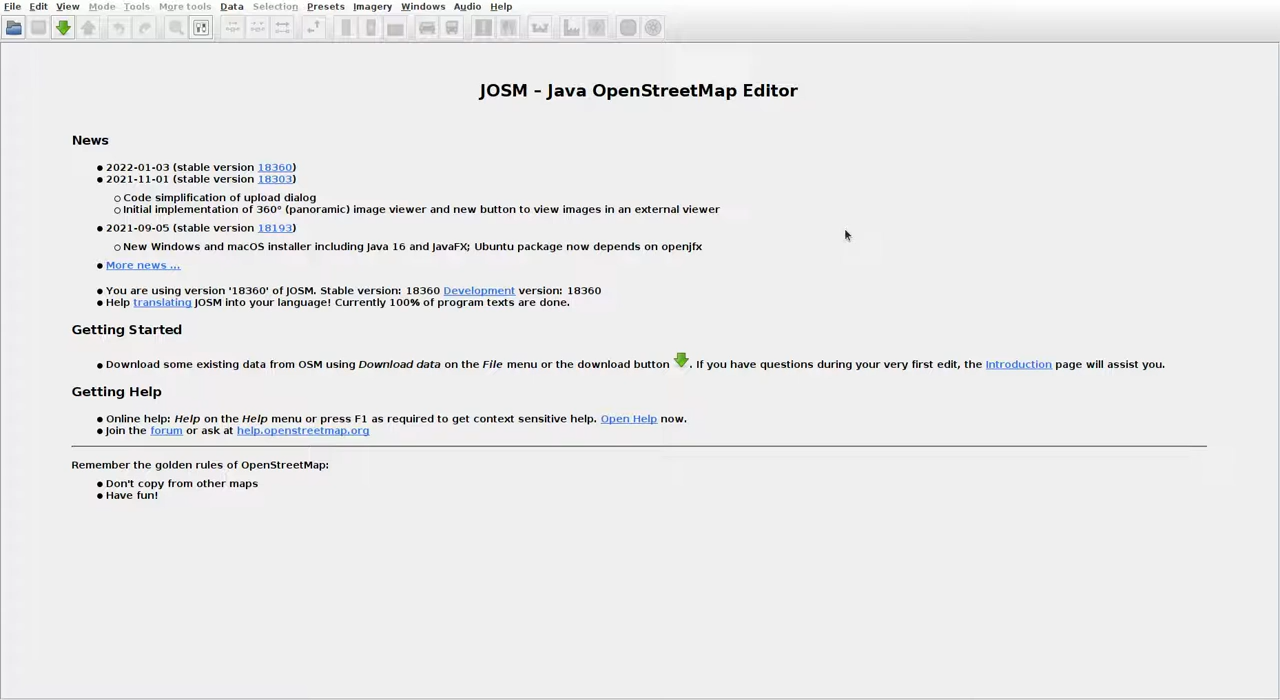 File Edit View Mode Tools More tools Data Selection Presets Imagery Windows Audio Help
JOSM – Java OpenStreetMap Editor
News
2022-01-03 (stable version 18360)
2021-11-01 (stable version 18303)
Code simplification of upload dialog
Initial implementation of 360° (panoramic) image viewer and new button to view images in an external viewer
2021-09-05 (stable version 18193)
New Windows and macOS installer including Java 16 and JavaFX; Ubuntu package now depends on openjfx
More news ...
You are using version '18360' of JOSM. Stable version: 18360 Development version: 18360
Help translating JOSM into your language! Currently 100% of program texts are done.
Getting Started
Download some existing data from OSM using Download data on the File menu or the download button . If you have questions during your very first edit, the Introduction page will assist you.
Getting Help
Online help: Help on the Help menu or press F1 as required to get context sensitive help. Open Help now.
Join the forum or ask at help.openstreetmap.org
Remember the golden rules of OpenStreetMap:
Don't copy from other maps
Have fun!